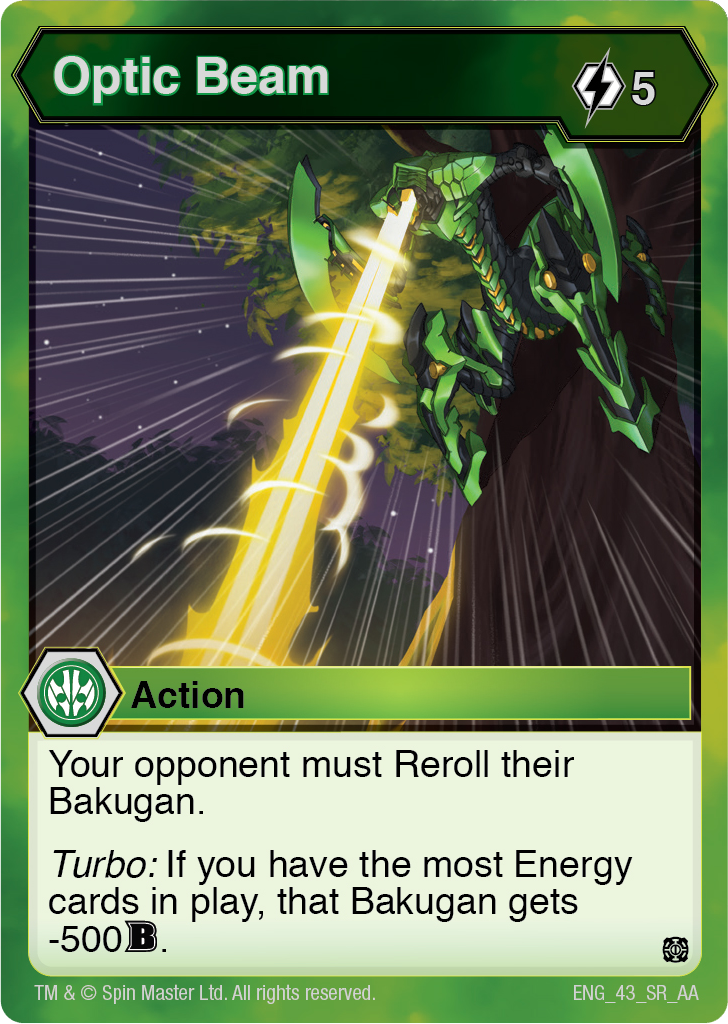 Optic Beam
5
Action
Your opponent must Reroll their
Bakugan.
Turbo: If you have the most Energy
cards in play, that Bakugan gets
-500B.
TM & © Spin Master Ltd. All rights reserved.
ENG_43_SR_AA